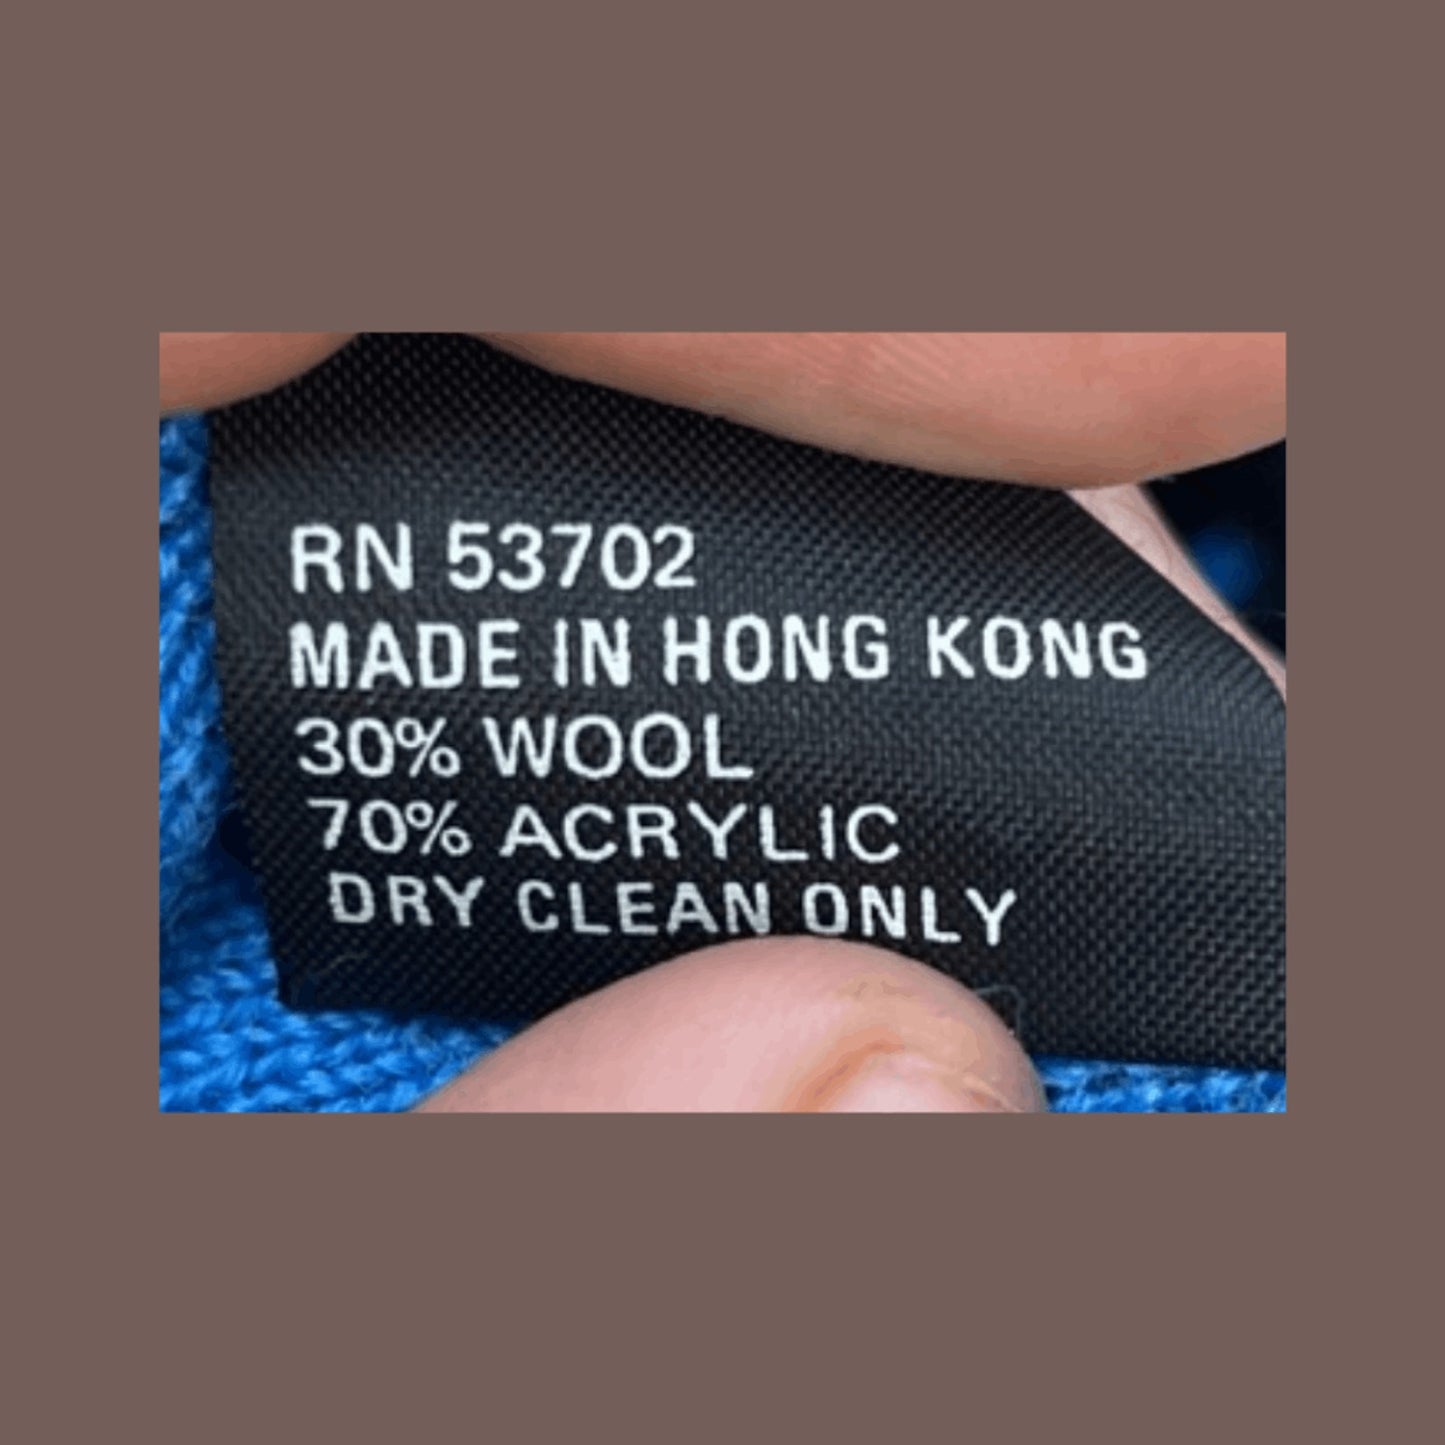 RN 53702
MADE IN HONG KONG
30% WOOL
70% ACRYLIC
DRY CLEAN ONLY